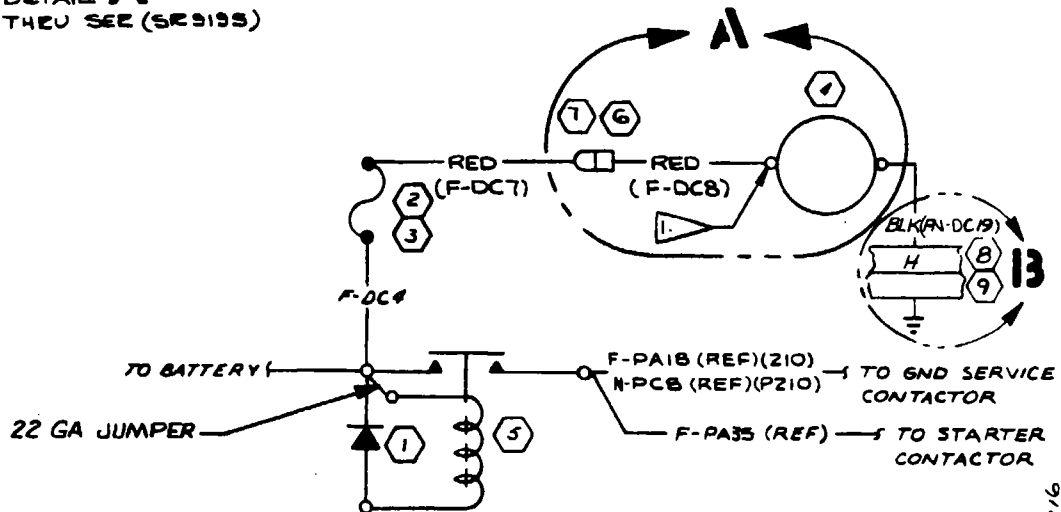 THRU SEE (SR9195)
A
7
6
4
RED
(F-DC7)
RED
(F-DC8)
1.
2
3
BLK(N-DC19)
H
8
9
B
F-DC4
TO BATTERY
F-PA18 (REF)(210)
N-PC8 (REF)(P210)
TO GND SERVICE
CONTACTOR
22 GA JUMPER
1
5
F-PA35 (REF)
TO STARTER
CONTACTOR